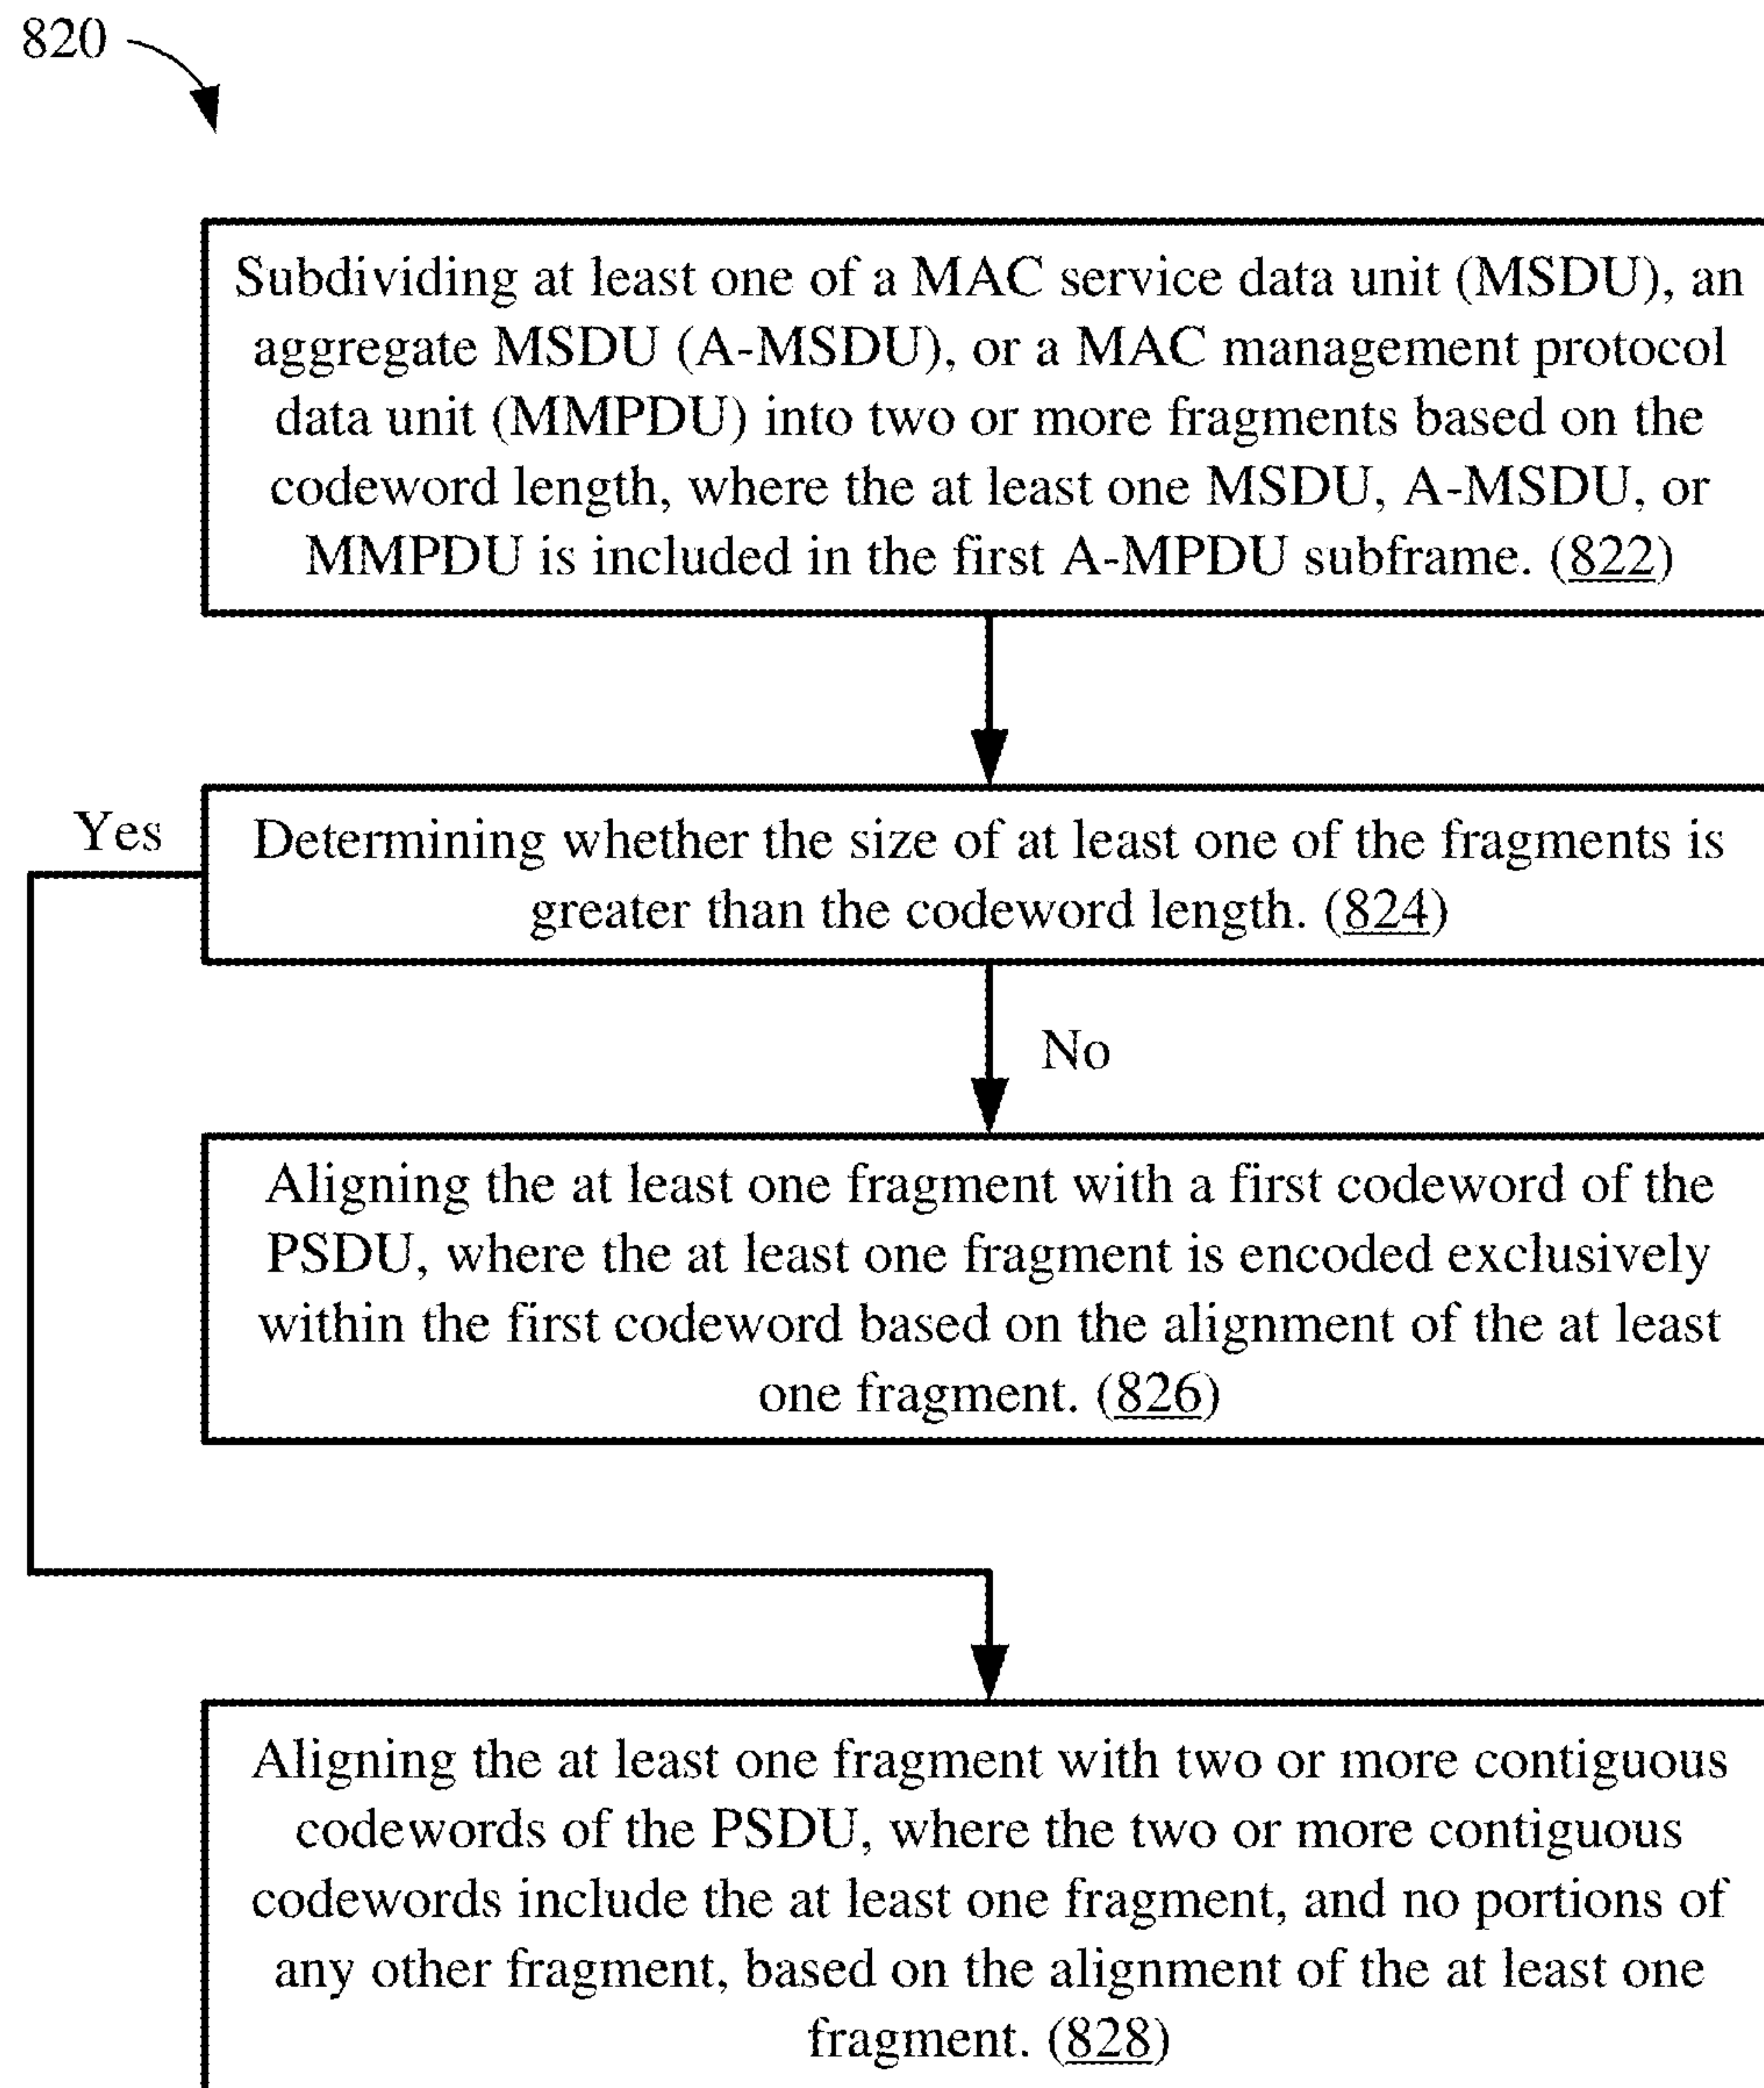 820
Subdividing at least one of a MAC service data unit (MSDU), an
aggregate MSDU (A-MSDU), or a MAC management protocol
data unit (MMPDU) into two or more fragments based on the
codeword length, where the at least one MSDU, A-MSDU, or
MMPDU is included in the first A-MPDU subframe. (822)
Yes
Determining whether the size of at least one of the fragments is
greater than the codeword length. (824)
No
Aligning the at least one fragment with a first codeword of the
PSDU, where the at least one fragment is encoded exclusively
within the first codeword based on the alignment of the at least
one fragment. (826)
Aligning the at least one fragment with two or more contiguous
codewords of the PSDU, where the two or more contiguous
codewords include the at least one fragment, and no portions of
any other fragment, based on the alignment of the at least one
fragment. (828)